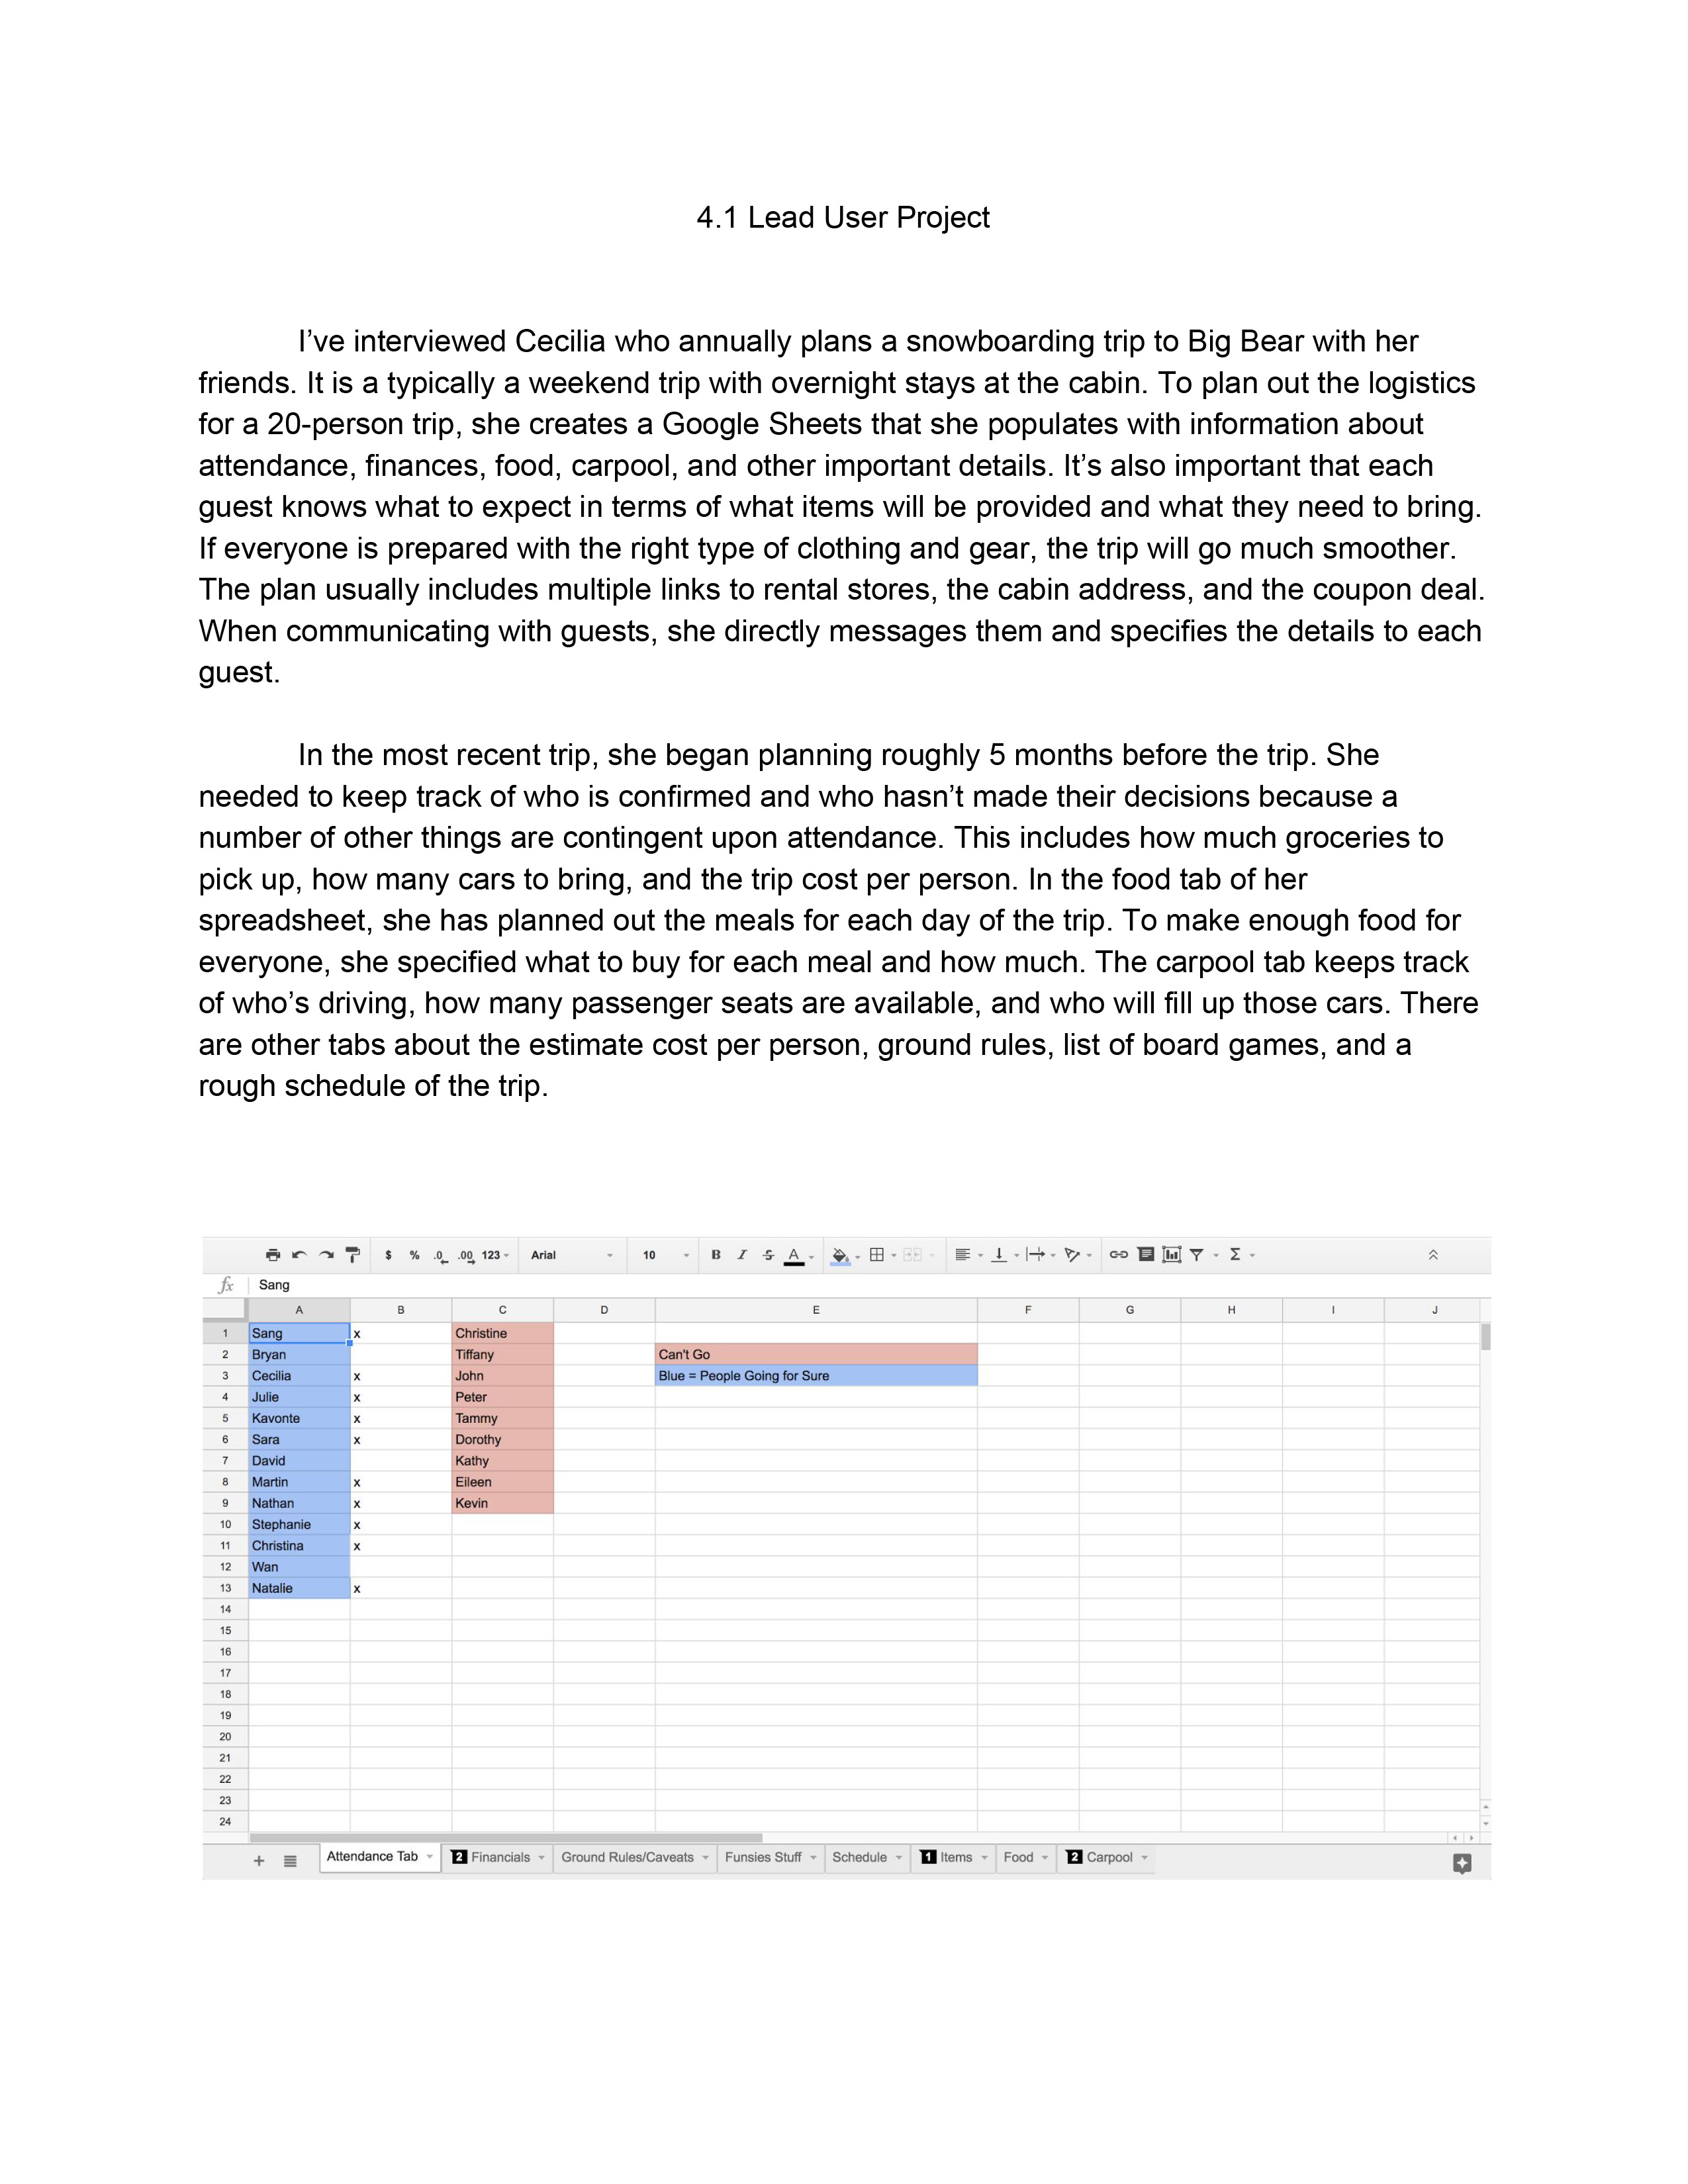 4.1 Lead User Project
I’ve interviewed Cecilia who annually plans a snowboarding trip to Big Bear with her
friends. It is a typically a weekend trip with overnight stays at the cabin. To plan out the logistics
for a 20-person trip, she creates a Google Sheets that she populates with information about
attendance, finances, food, carpool, and other important details. It’s also important that each
guest knows what to expect in terms of what items will be provided and what they need to bring.
If everyone is prepared with the right type of clothing and gear, the trip will go much smoother.
The plan usually includes multiple links to rental stores, the cabin address, and the coupon deal.
When communicating with guests, she directly messages them and specifies the details to each
guest.
In the most recent trip, she began planning roughly 5 months before the trip. She
needed to keep track of who is confirmed and who hasn’t made their decisions because a
number of other things are contingent upon attendance. This includes how much groceries to
pick up, how many cars to bring, and the trip cost per person. In the food tab of her
spreadsheet, she has planned out the meals for each day of the trip. To make enough food for
everyone, she specified what to buy for each meal and how much. The carpool tab keeps track
of who’s driving, how many passenger seats are available, and who will fill up those cars. There
are other tabs about the estimate cost per person, ground rules, list of board games, and a
rough schedule of the trip.
$ % .0 .00 123 Arial 10 B I S A Σ
fx Sang
A B C D E F G H I J
1 Sang x Christine
2 Bryan Tiffany Can't Go
3 Cecilia x John Blue = People Going for Sure
4 Julie x Peter
5 Kavonte x Tammy
6 Sara x Dorothy
7 David Kathy
8 Martin x Eileen
9 Nathan x Kevin
10 Stephanie x
11 Christina x
12 Wan
13 Natalie x
14
15
16
17
18
19
20
21
22
23
24
+ Attendance Tab 2 Financials Ground Rules/Caveats Funsies Stuff Schedule 1 Items Food 2 Carpool